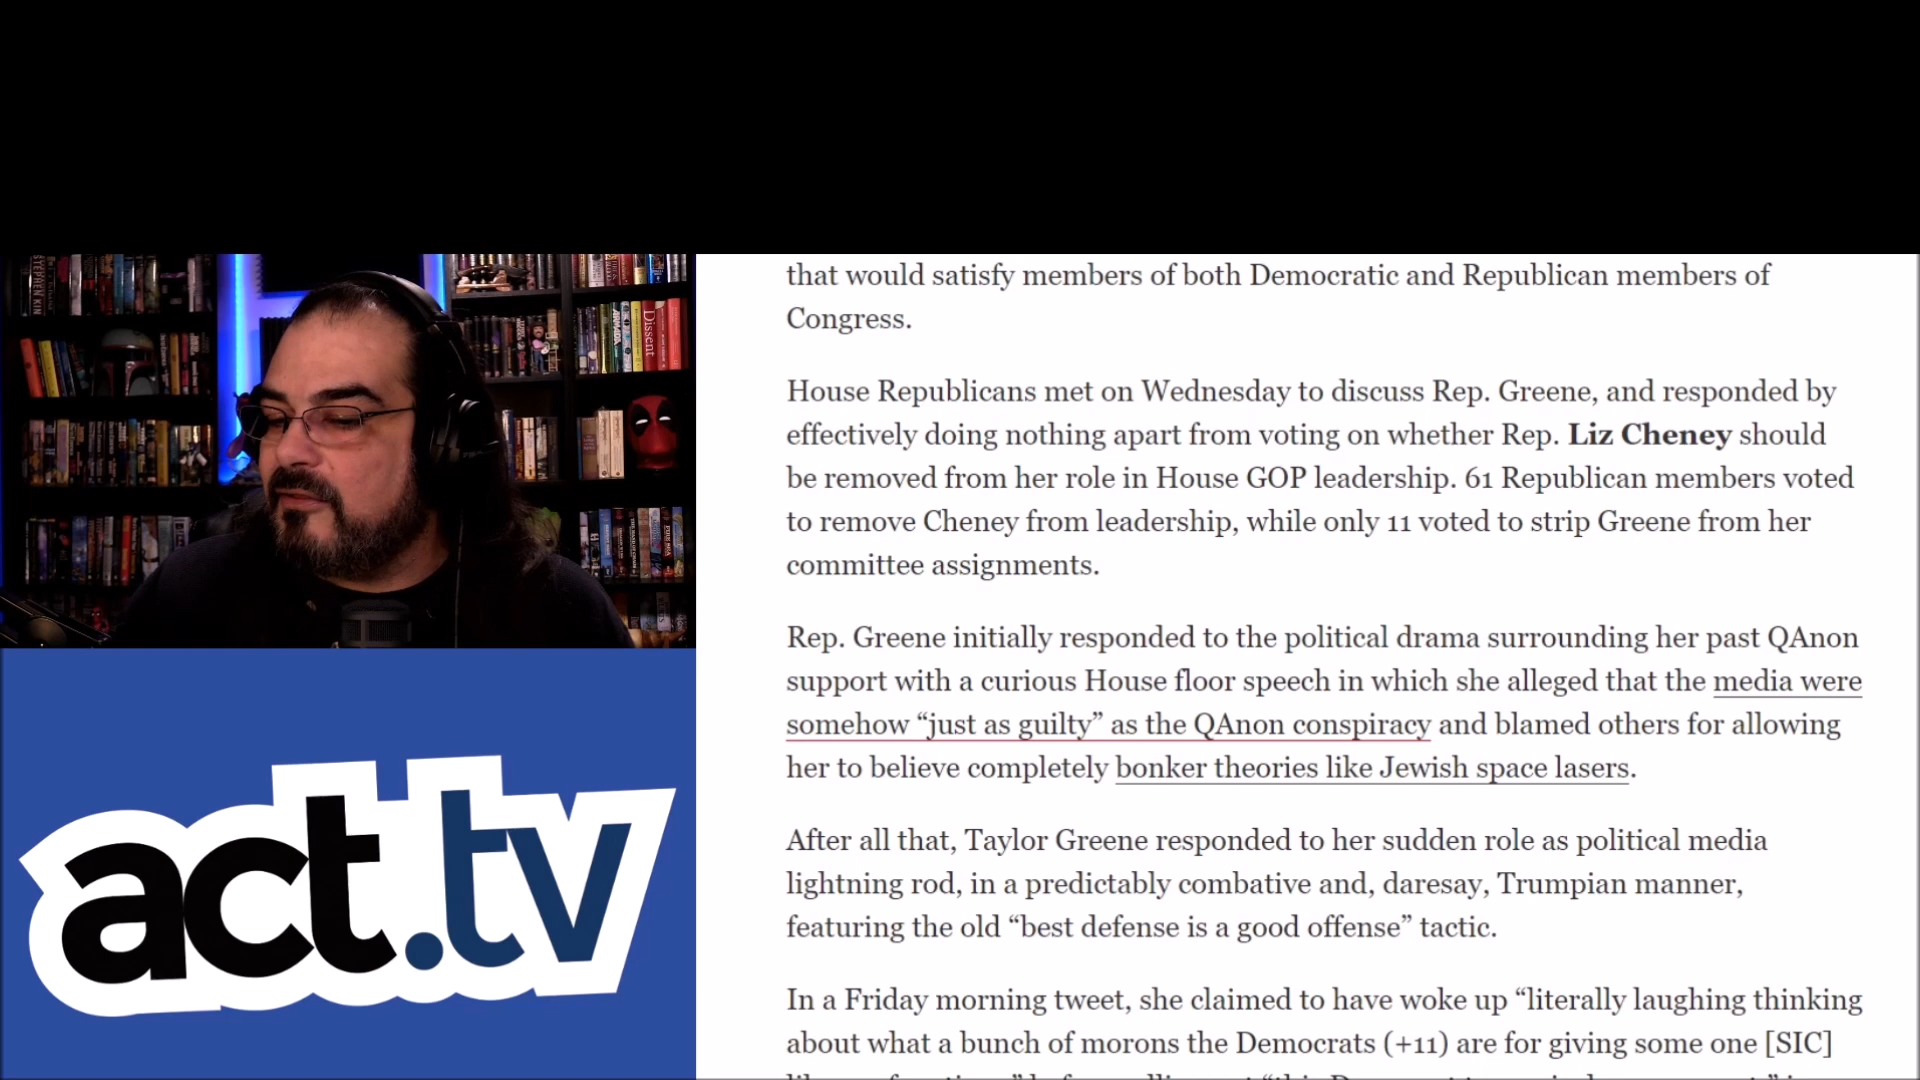 that would satisfy members of both Democratic and Republican members of
Congress.
House Republicans met on Wednesday to discuss Rep. Greene, and responded by
effectively doing nothing apart from voting on whether Rep. Liz Cheney should
be removed from her role in House GOP leadership. 61 Republican members voted
to remove Cheney from leadership, while only 11 voted to strip Greene from her
committee assignments.
Rep. Greene initially responded to the political drama surrounding her past QAnon
support with a curious House floor speech in which she alleged that the media were
somehow “just as guilty” as the QAnon conspiracy and blamed others for allowing
her to believe completely bonker theories like Jewish space lasers.
After all that, Taylor Greene responded to her sudden role as political media
lightning rod, in a predictably combative and, daresay, Trumpian manner,
featuring the old “best defense is a good offense” tactic.
In a Friday morning tweet, she claimed to have woke up “literally laughing thinking
about what a bunch of morons the Democrats (+11) are for giving some one [SIC]
Dissent
act.tv